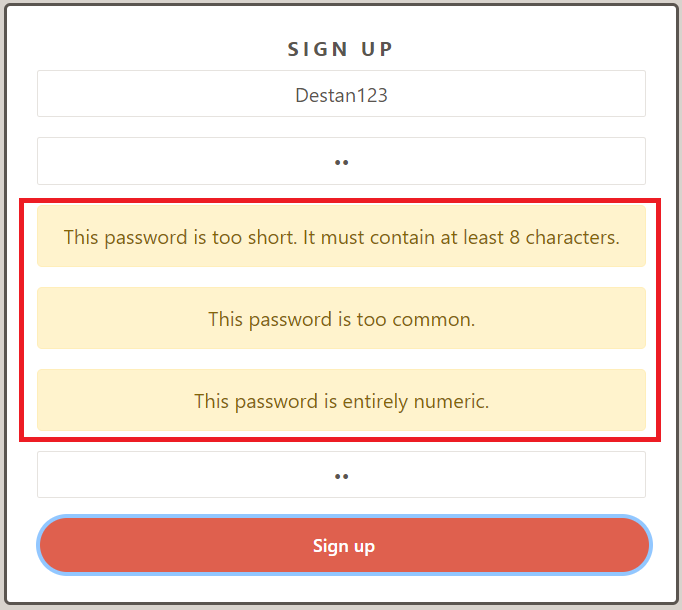 SIGN UP
Destan123
••
This password is too short. It must contain at least 8 characters.
This password is too common.
This password is entirely numeric.
••
Sign up